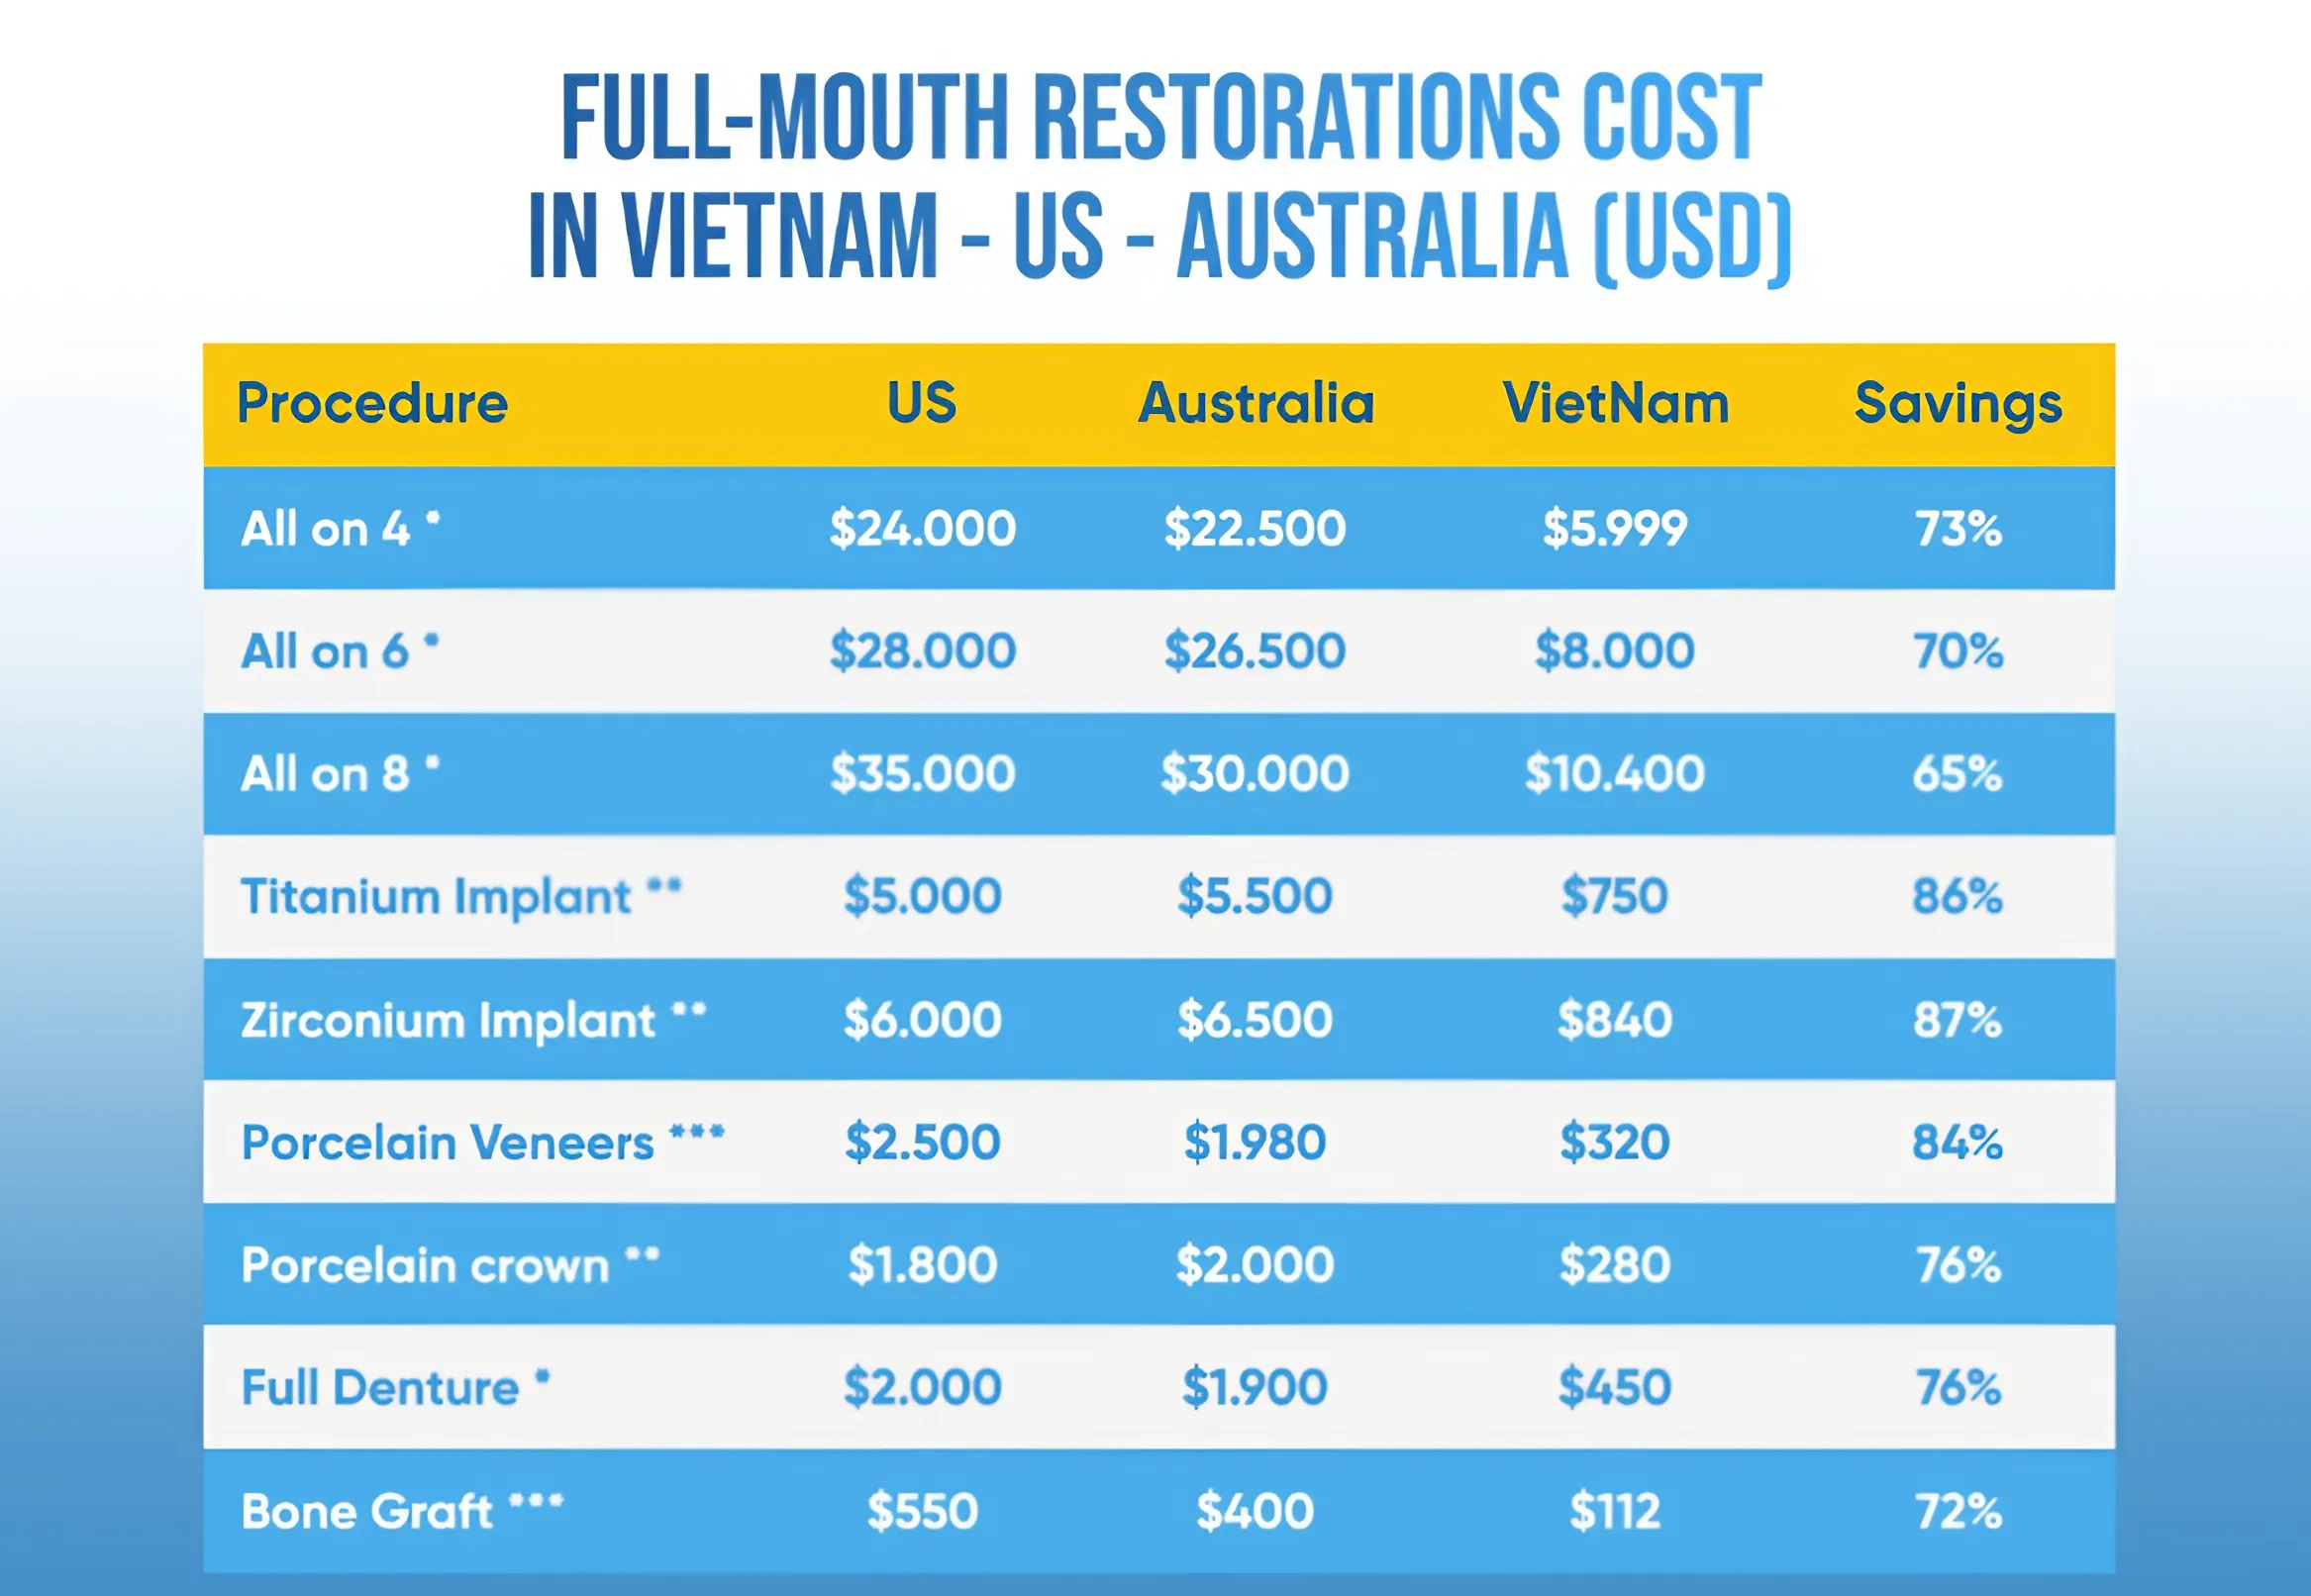 FULL-MOUTH RESTORATIONS COST
IN VIETNAM - US - AUSTRALIA (USD)
Procedure US Australia VietNam Savings
All on 4 * $24.000 $22.500 $5.999 73%
All on 6 * $28.000 $26.500 $8.000 70%
All on 8 * $35.000 $30.000 $10.400 65%
Titanium Implant ** $5.000 $5.500 $750 86%
Zirconium Implant ** $6.000 $6.500 $840 87%
Porcelain Veneers *** $2.500 $1.980 $320 84%
Porcelain crown ** $1.800 $2.000 $280 76%
Full Denture * $2.000 $1.900 $450 76%
Bone Graft *** $550 $400 $112 72%